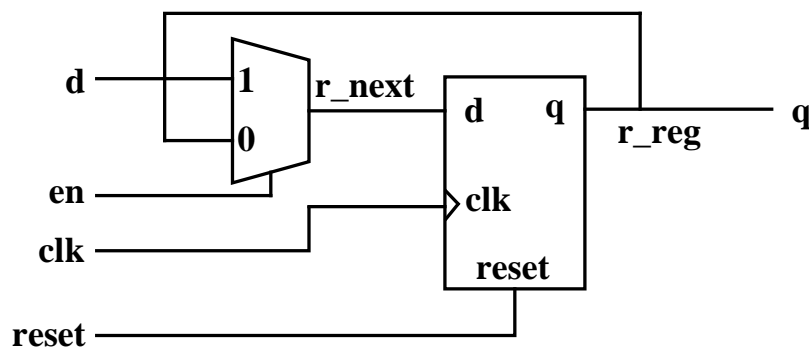 d
1
r_next
0
d
q
q
r_reg
en
clk
clk
reset
reset